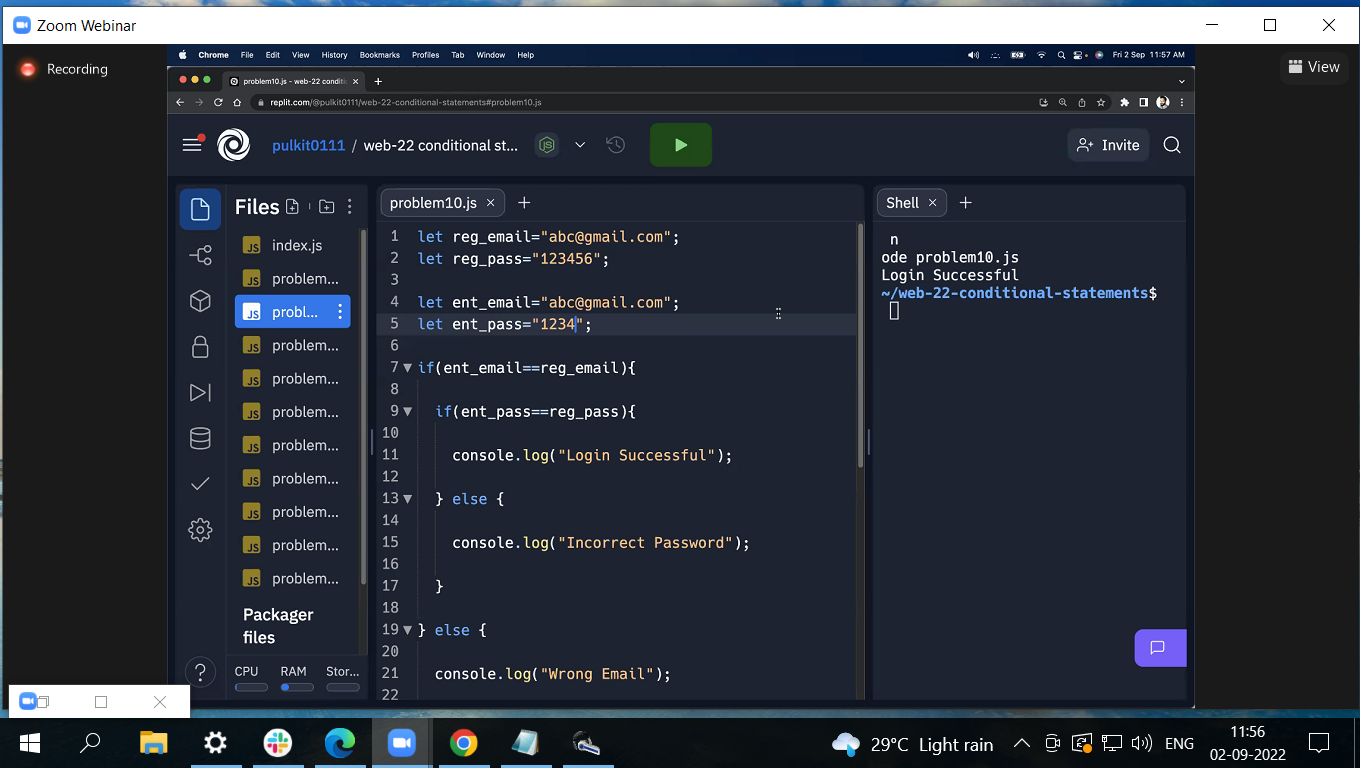 Zoom Webinar
Recording
View
Chrome File Edit View History Bookmarks Profiles Tab Window Help
Fri 2 Sep 11:57 AM
problem10.js - web-22 conditi
replit.com/@pulkit0111/web-22-conditional-statements#problem10.js
pulkit0111 / web-22 conditional st...
Invite
Files
index.js
problem...
probl...
problem...
problem...
problem...
problem...
problem...
problem...
problem...
problem...
Packager
files
CPU RAM Stor...
problem10.js
1 let reg_email="abc@gmail.com";
2 let reg_pass="123456";
3
4 let ent_email="abc@gmail.com";
5 let ent_pass="1234";
6
7 if(ent_email==reg_email){
8
9 if(ent_pass==reg_pass){
10
11 console.log("Login Successful");
12
13 } else {
14
15 console.log("Incorrect Password");
16
17 }
18
19 } else {
20
21 console.log("Wrong Email");
22
Shell
n
ode problem10.js
Login Successful
~/web-22-conditional-statements$
29°C Light rain
ENG
11:56
02-09-2022